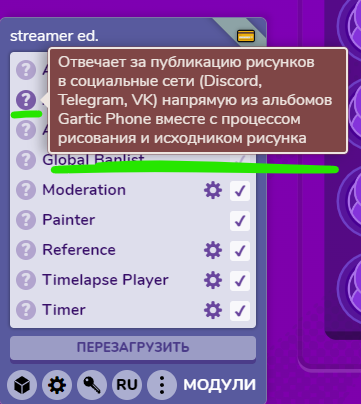 streamer ed.
A
Отвечает за публикацию рисунков
в социальные сети (Discord,
Telegram, VK) напрямую из альбомов
Gartic Phone вместе с процессом
рисования и исходником рисунка
A
Global Banlist
Moderation
Painter
Reference
Timelapse Player
Timer
ПЕРЕЗАГРУЗИТЬ
RU МОДУЛИ